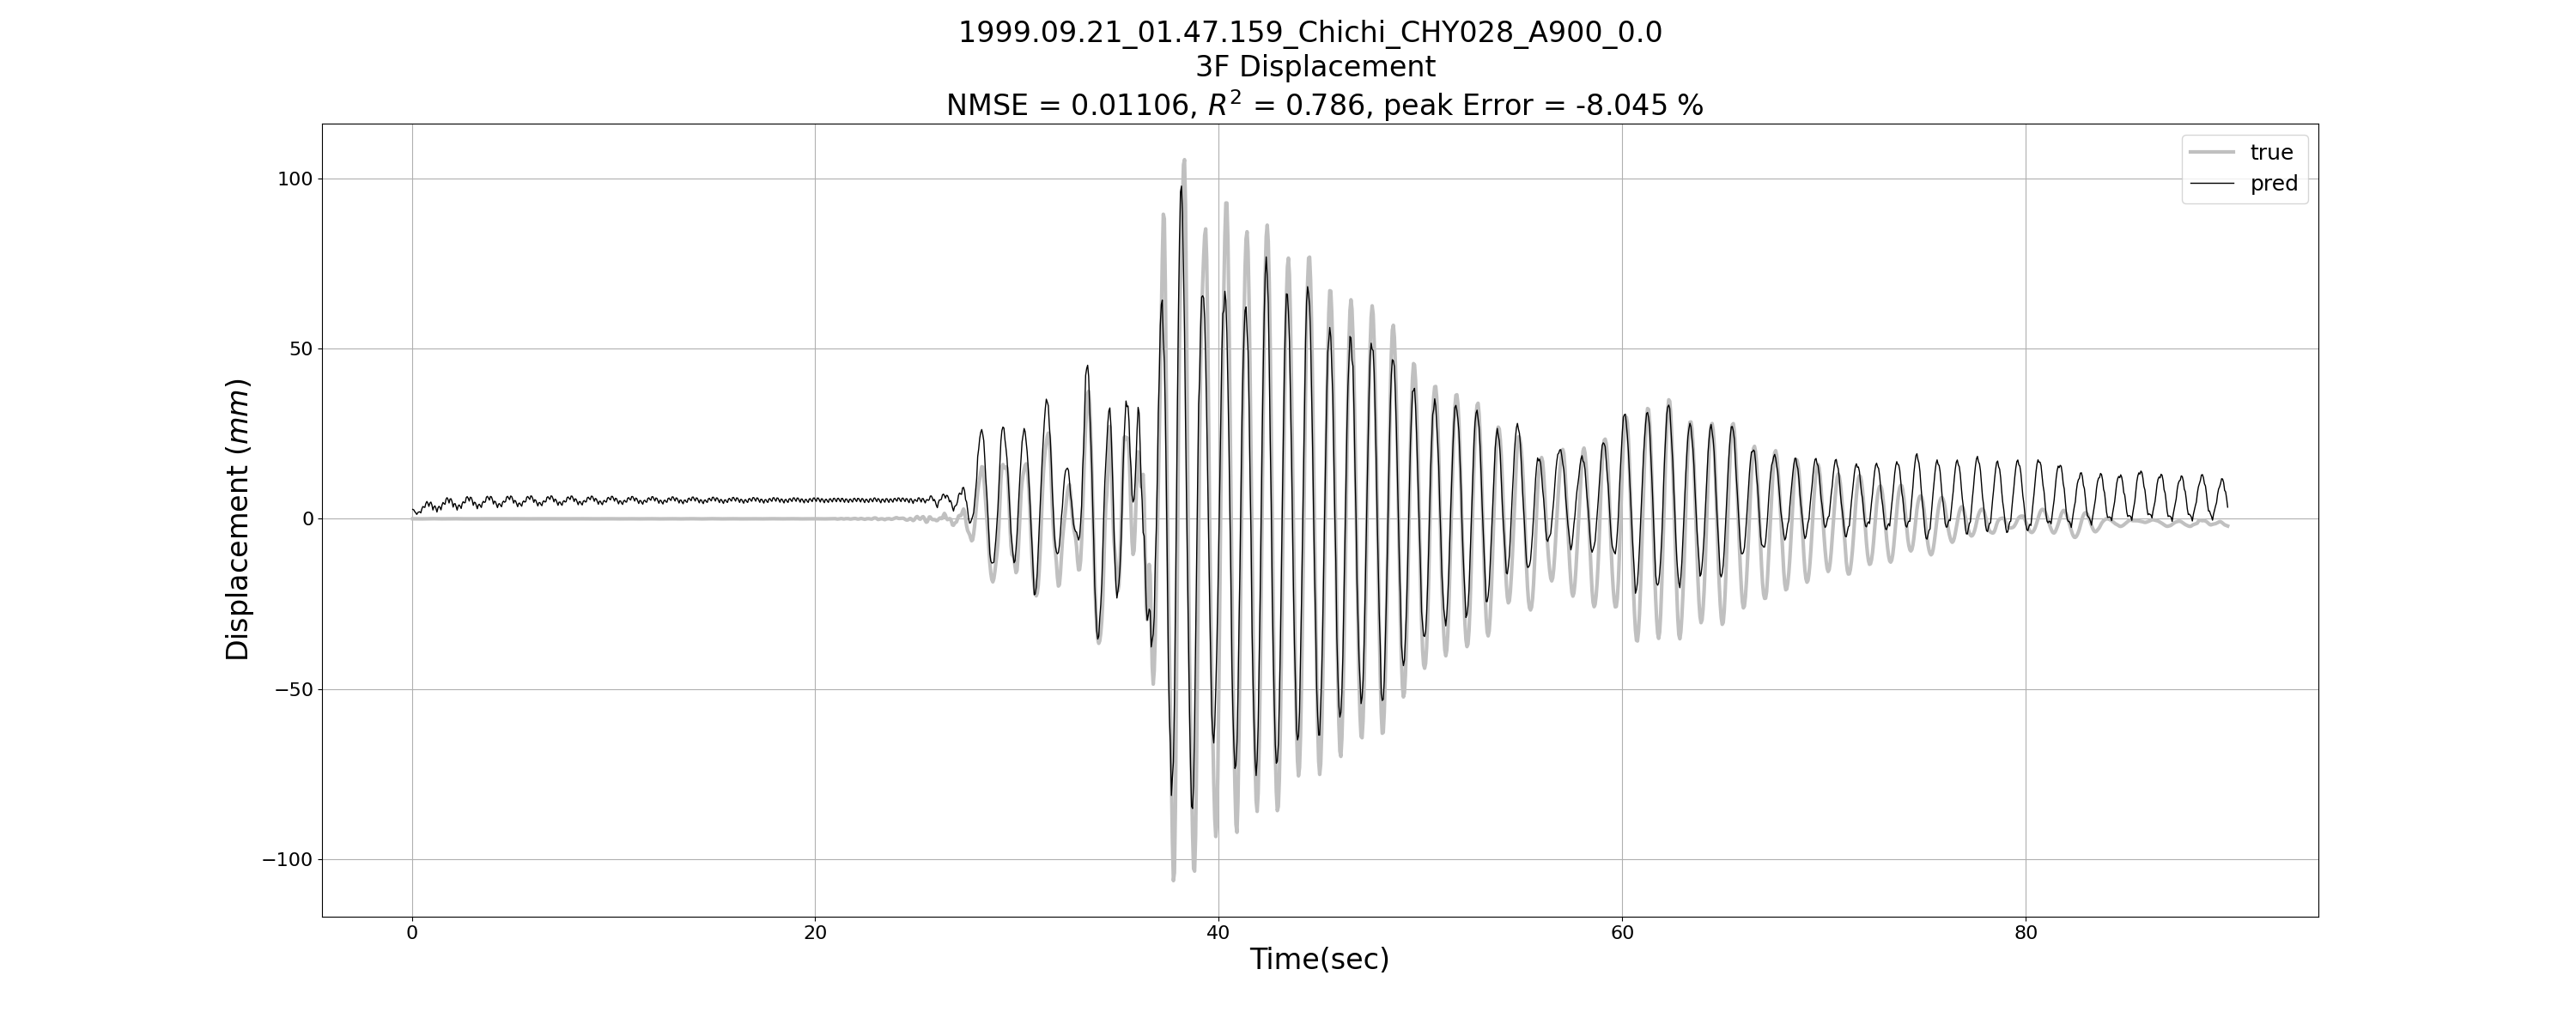 1999.09.21_01.47.159_Chichi_CHY028_A900_0.0
3F Displacement
NMSE = 0.01106, R² = 0.786, peak Error = -8.045 %
true
pred
100
50
0
−50
−100
Displacement (mm)
0 20 40 60 80
Time(sec)